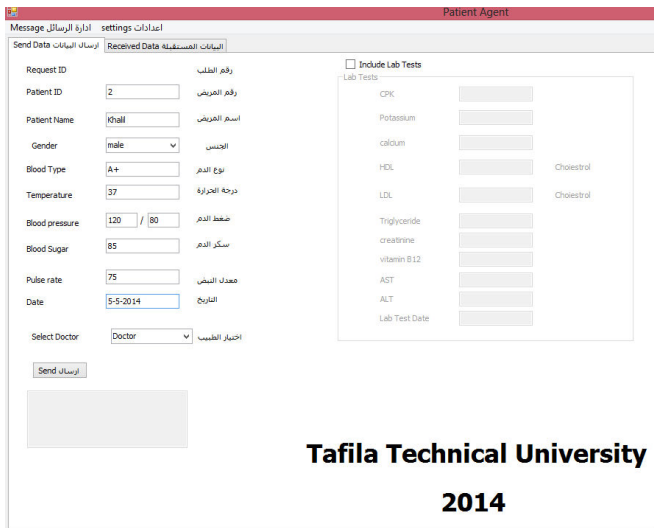 Patient Agent
Message ادارة الرسائل settings اعدادات
Send Data ارسال البيانات Received Data البيانات المستقبلة
Request ID رقم الطلب
Patient ID 2 رقم المريض
Patient Name Khalil اسم المريض
Gender male الجنس
Blood Type A+ نوع الدم
Temperature 37 درجة الحرارة
Blood pressure 120 / 80 ضغط الدم
Blood Sugar 85 سكر الدم
Pulse rate 75 معدل النبض
Date 5-5-2014 التاريخ
Select Doctor Doctor اختيار الطبيب
Send ارسال
Include Lab Tests
Lab Tests
CPK
Potassium
calcium
HDL Cholestrol
LDL Cholestrol
Triglyceride
creatinine
vitamin B12
AST
ALT
Lab Test Date
Tafila Technical University
2014